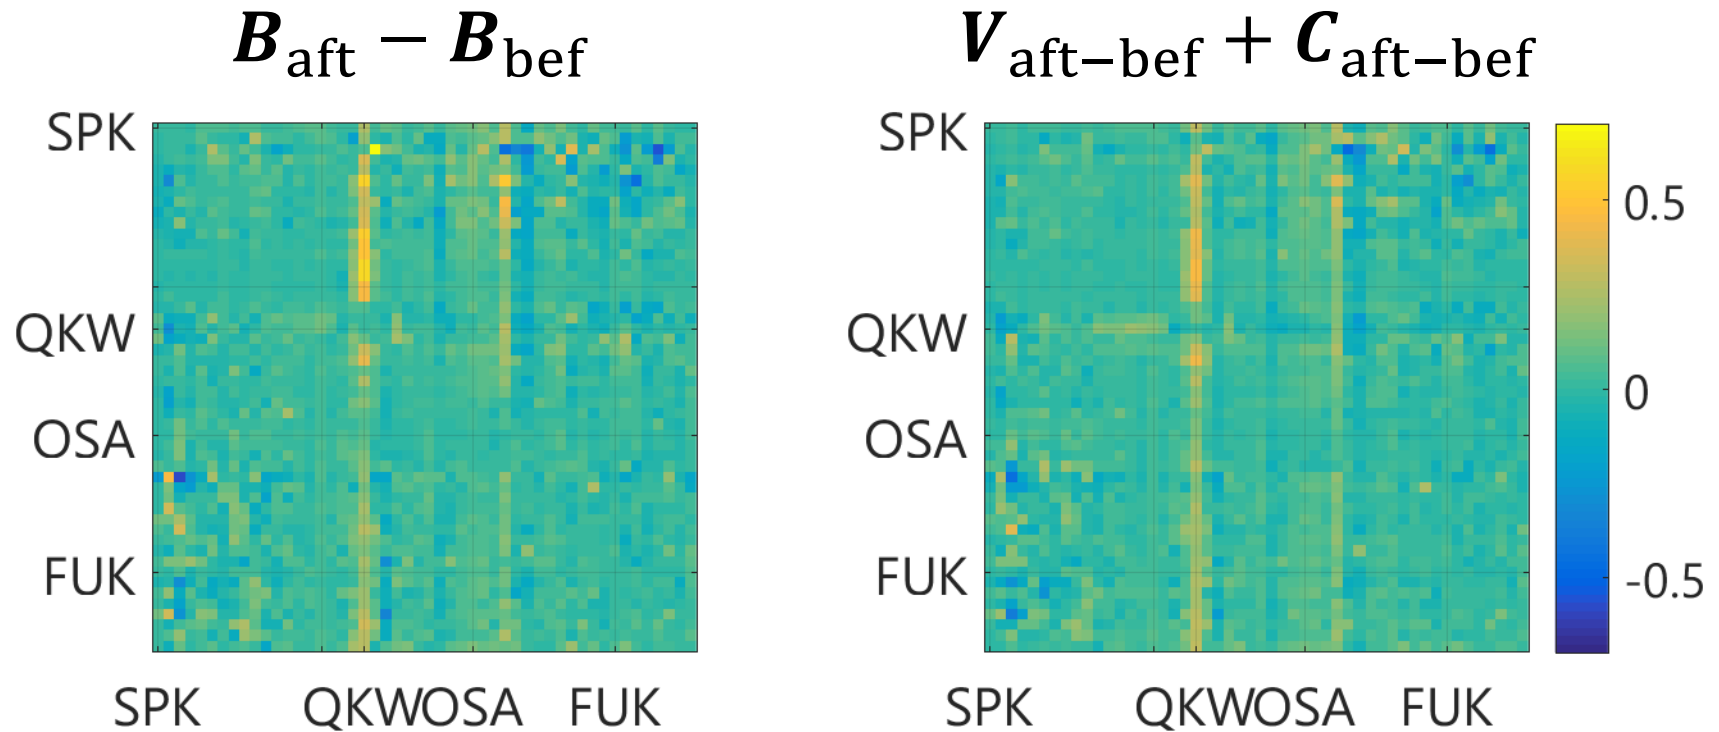 B_aft − B_bef
V_aft−bef + C_aft−bef
SPK
QKW
OSA
FUK
SPK QKWOSA FUK
SPK
QKW
OSA
FUK
SPK QKWOSA FUK
0.5
0
-0.5